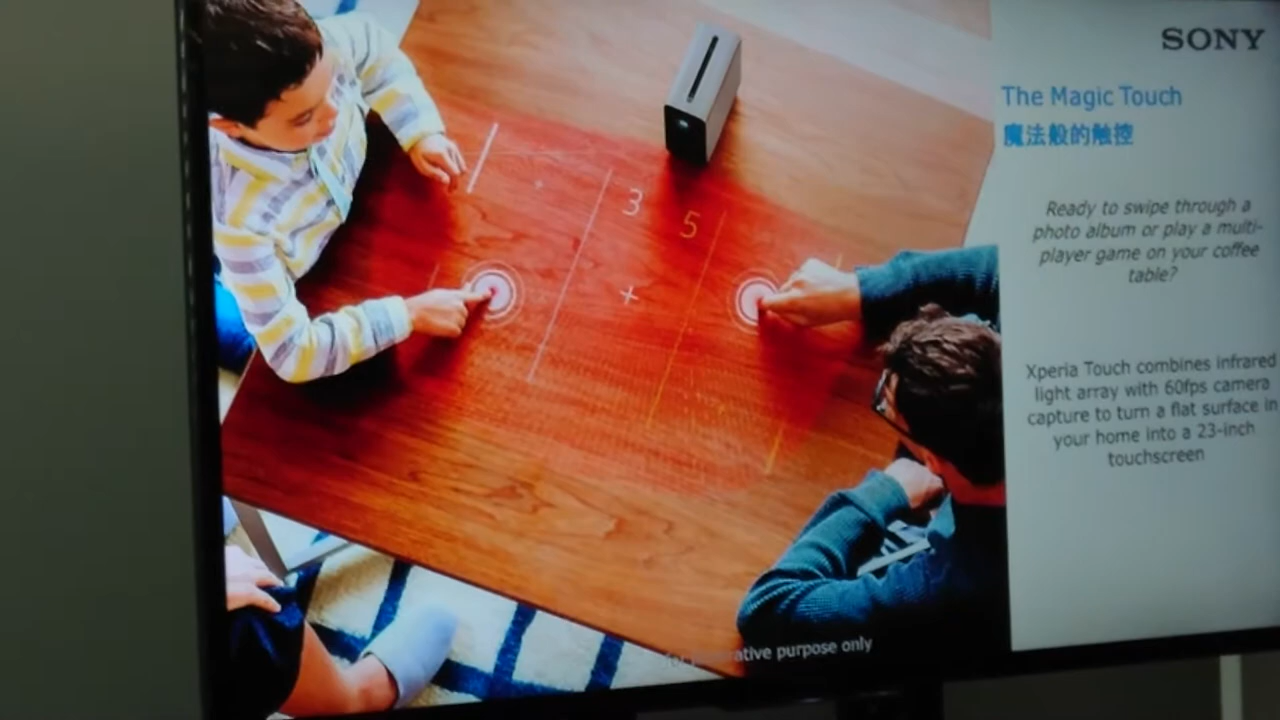 SONY
The Magic Touch
魔法般的触控
Ready to swipe through a
photo album or play a multi-
player game on your coffee
table?
Xperia Touch combines infrared
light array with 60fps camera
capture to turn a flat surface in
your home into a 23-inch
touchscreen
3
5
+
purpose only